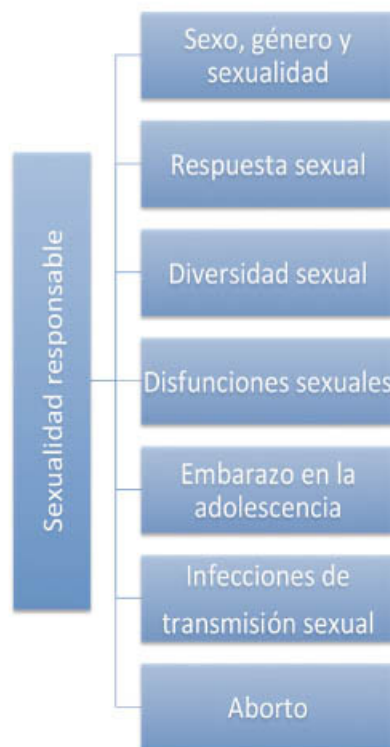 Sexualidad responsable
Sexo, género y
sexualidad
Respuesta sexual
Diversidad sexual
Disfunciones sexuales
Embarazo en la
adolescencia
Infecciones de
transmisión sexual
Aborto